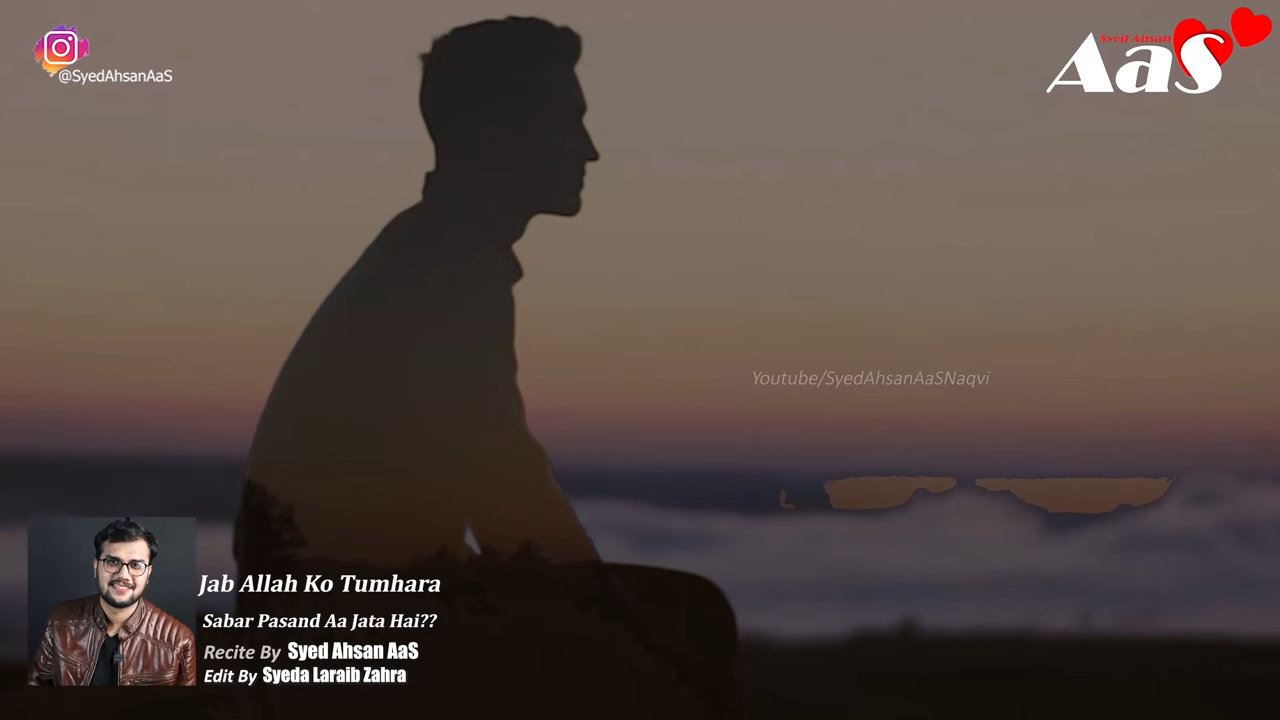 @SyedAhsanAaS
Syed Ahsan
AaS
Youtube/SyedAhsanAaSNaqvi
Jab Allah Ko Tumhara
Sabar Pasand Aa Jata Hai??
Recite By Syed Ahsan AaS
Edit By Syeda Laraib Zahra